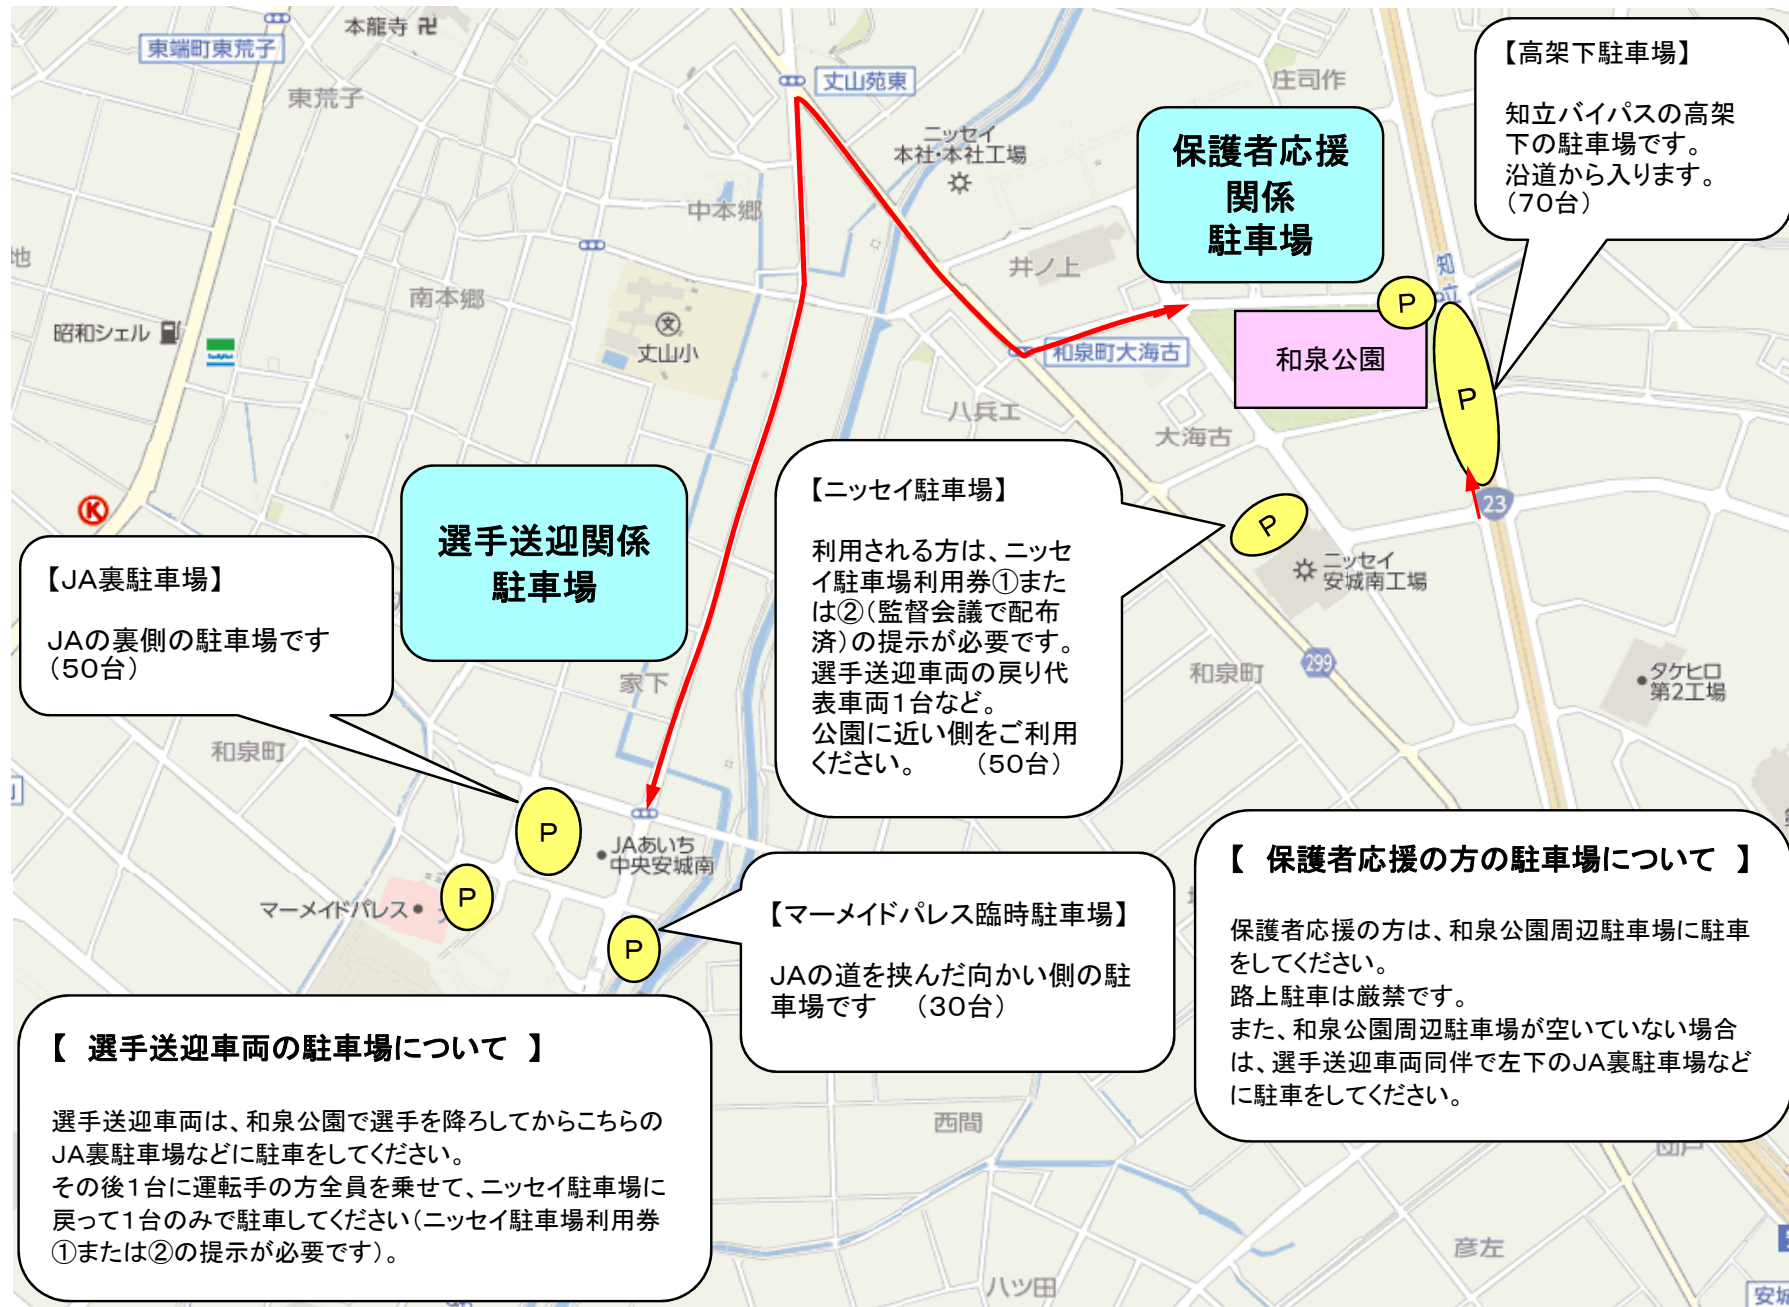 本龍寺
東端町東荒子
東荒子
丈山苑東
庄司作
ニッセイ
本社・本社工場
保護者応援
関係
駐車場
【高架下駐車場】
知立バイパスの高架
下の駐車場です。
沿道から入ります。
（70台）
中本郷
井ノ上
地
南本郷
昭和シェル
FamilyMart
文
丈山小
知立
P
和泉町大海古
和泉公園
P
八兵エ
大海古
選手送迎関係
駐車場
【ニッセイ駐車場】
利用される方は、ニッセ
イ駐車場利用券①また
は②（監督会議で配布
済）の提示が必要です。
選手送迎車両の戻り代
表車両1台など。
公園に近い側をご利用
ください。　　（50台）
P
23
K
ニッセイ
安城南工場
【JA裏駐車場】
JAの裏側の駐車場です
（50台）
家下
和泉町
299
タケヒロ
第2工場
和泉町
P
JAあいち
中央安城南
マーメイドパレス
P
P
【マーメイドパレス臨時駐車場】
JAの道を挟んだ向かい側の駐
車場です　（30台）
【 保護者応援の方の駐車場について 】
保護者応援の方は、和泉公園周辺駐車場に駐車
をしてください。
路上駐車は厳禁です。
また、和泉公園周辺駐車場が空いていない場合
は、選手送迎車両同伴で左下のJA裏駐車場など
に駐車をしてください。
【 選手送迎車両の駐車場について 】
選手送迎車両は、和泉公園で選手を降ろしてからこちらの
JA裏駐車場などに駐車をしてください。
その後1台に運転手の方全員を乗せて、ニッセイ駐車場に
戻って1台のみで駐車してください（ニッセイ駐車場利用券
①または②の提示が必要です）。
西間
彦左
八ツ田
安城